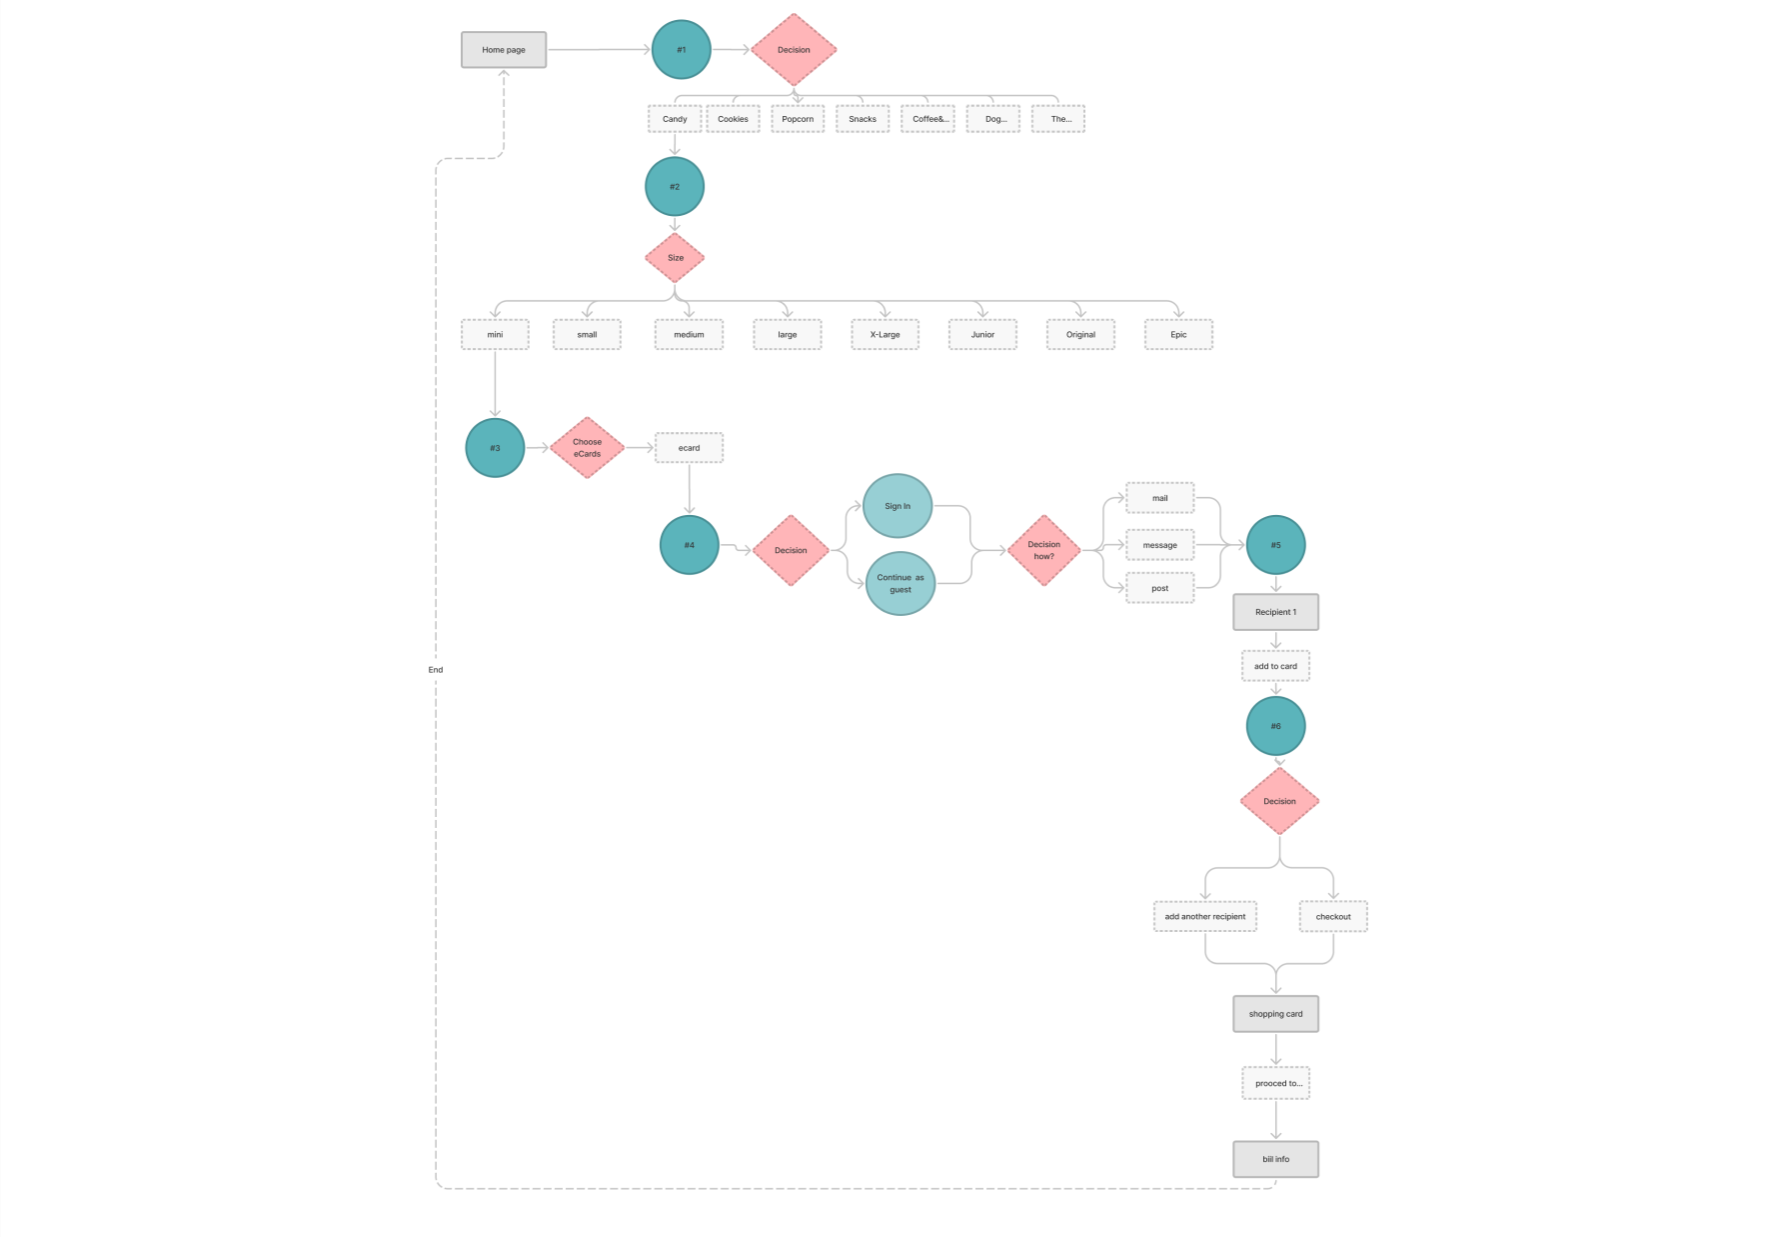 Home page
#1
Decision
Candy
Cookies
Popcorn
Snacks
Coffee&...
Dog...
The...
#2
Size
mini
small
medium
large
X-Large
Junior
Original
Epic
#3
Choose
eCards
ecard
#4
Decision
Sign In
Continue as
guest
Decision
how?
mail
message
post
#5
Recipient 1
add to card
End
#6
Decision
add another recipient
checkout
shopping card
prooced to...
bill info